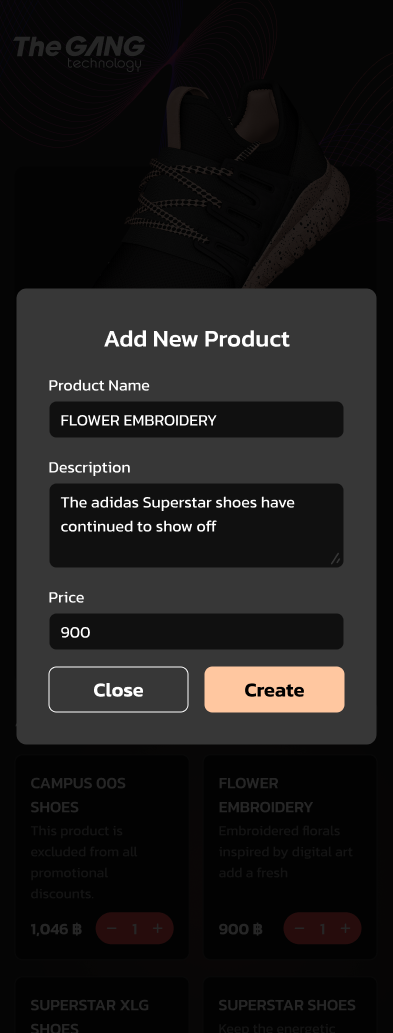 The GANG
technology
Add New Product
Product Name
FLOWER EMBROIDERY
Description
The adidas Superstar shoes have
continued to show off
Price
900
Close
Create
CAMPUS 00S
SHOES
This product is
excluded from all
promotional
discounts.
1,046 ฿
− 1 +
FLOWER
EMBROIDERY
Embroidered florals
inspired by digital art
add a fresh
900 ฿
− 1 +
SUPERSTAR XLG
SHOES
SUPERSTAR SHOES
Keep the energetic